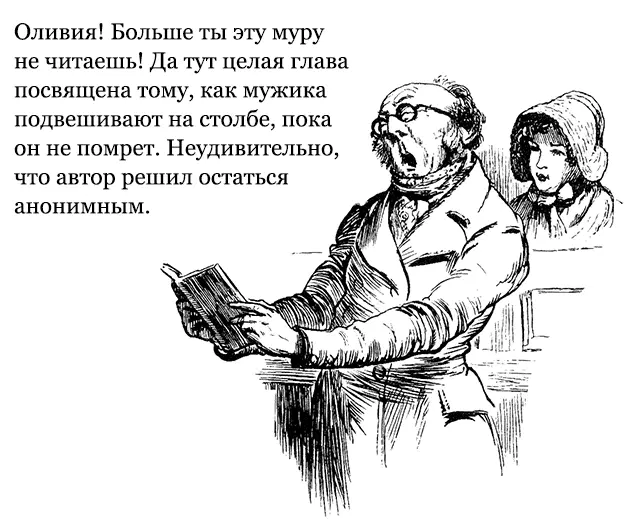 Оливия! Больше ты эту муру
не читаешь! Да тут целая глава
посвящена тому, как мужика
подвешивают на столбе, пока
он не помрет. Неудивительно,
что автор решил остаться
анонимным.